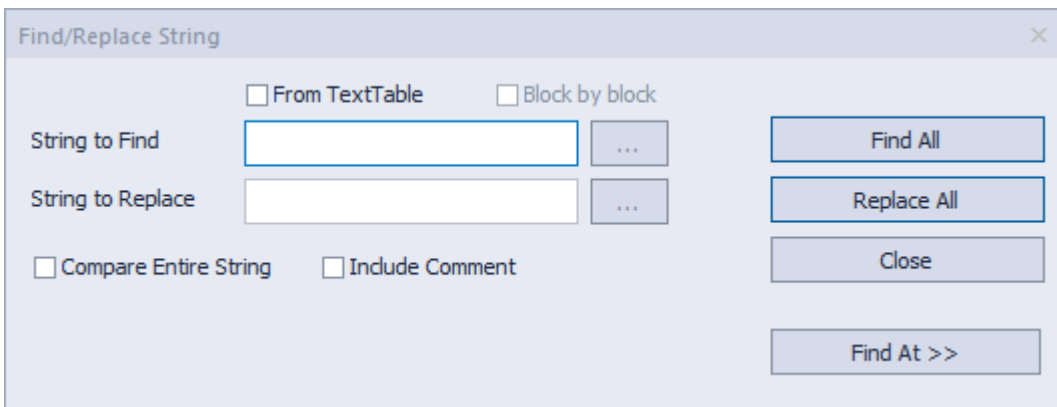 Find/Replace String
From TextTable Block by block
String to Find ... Find All
String to Replace ... Replace All
Compare Entire String Include Comment Close
Find At >>